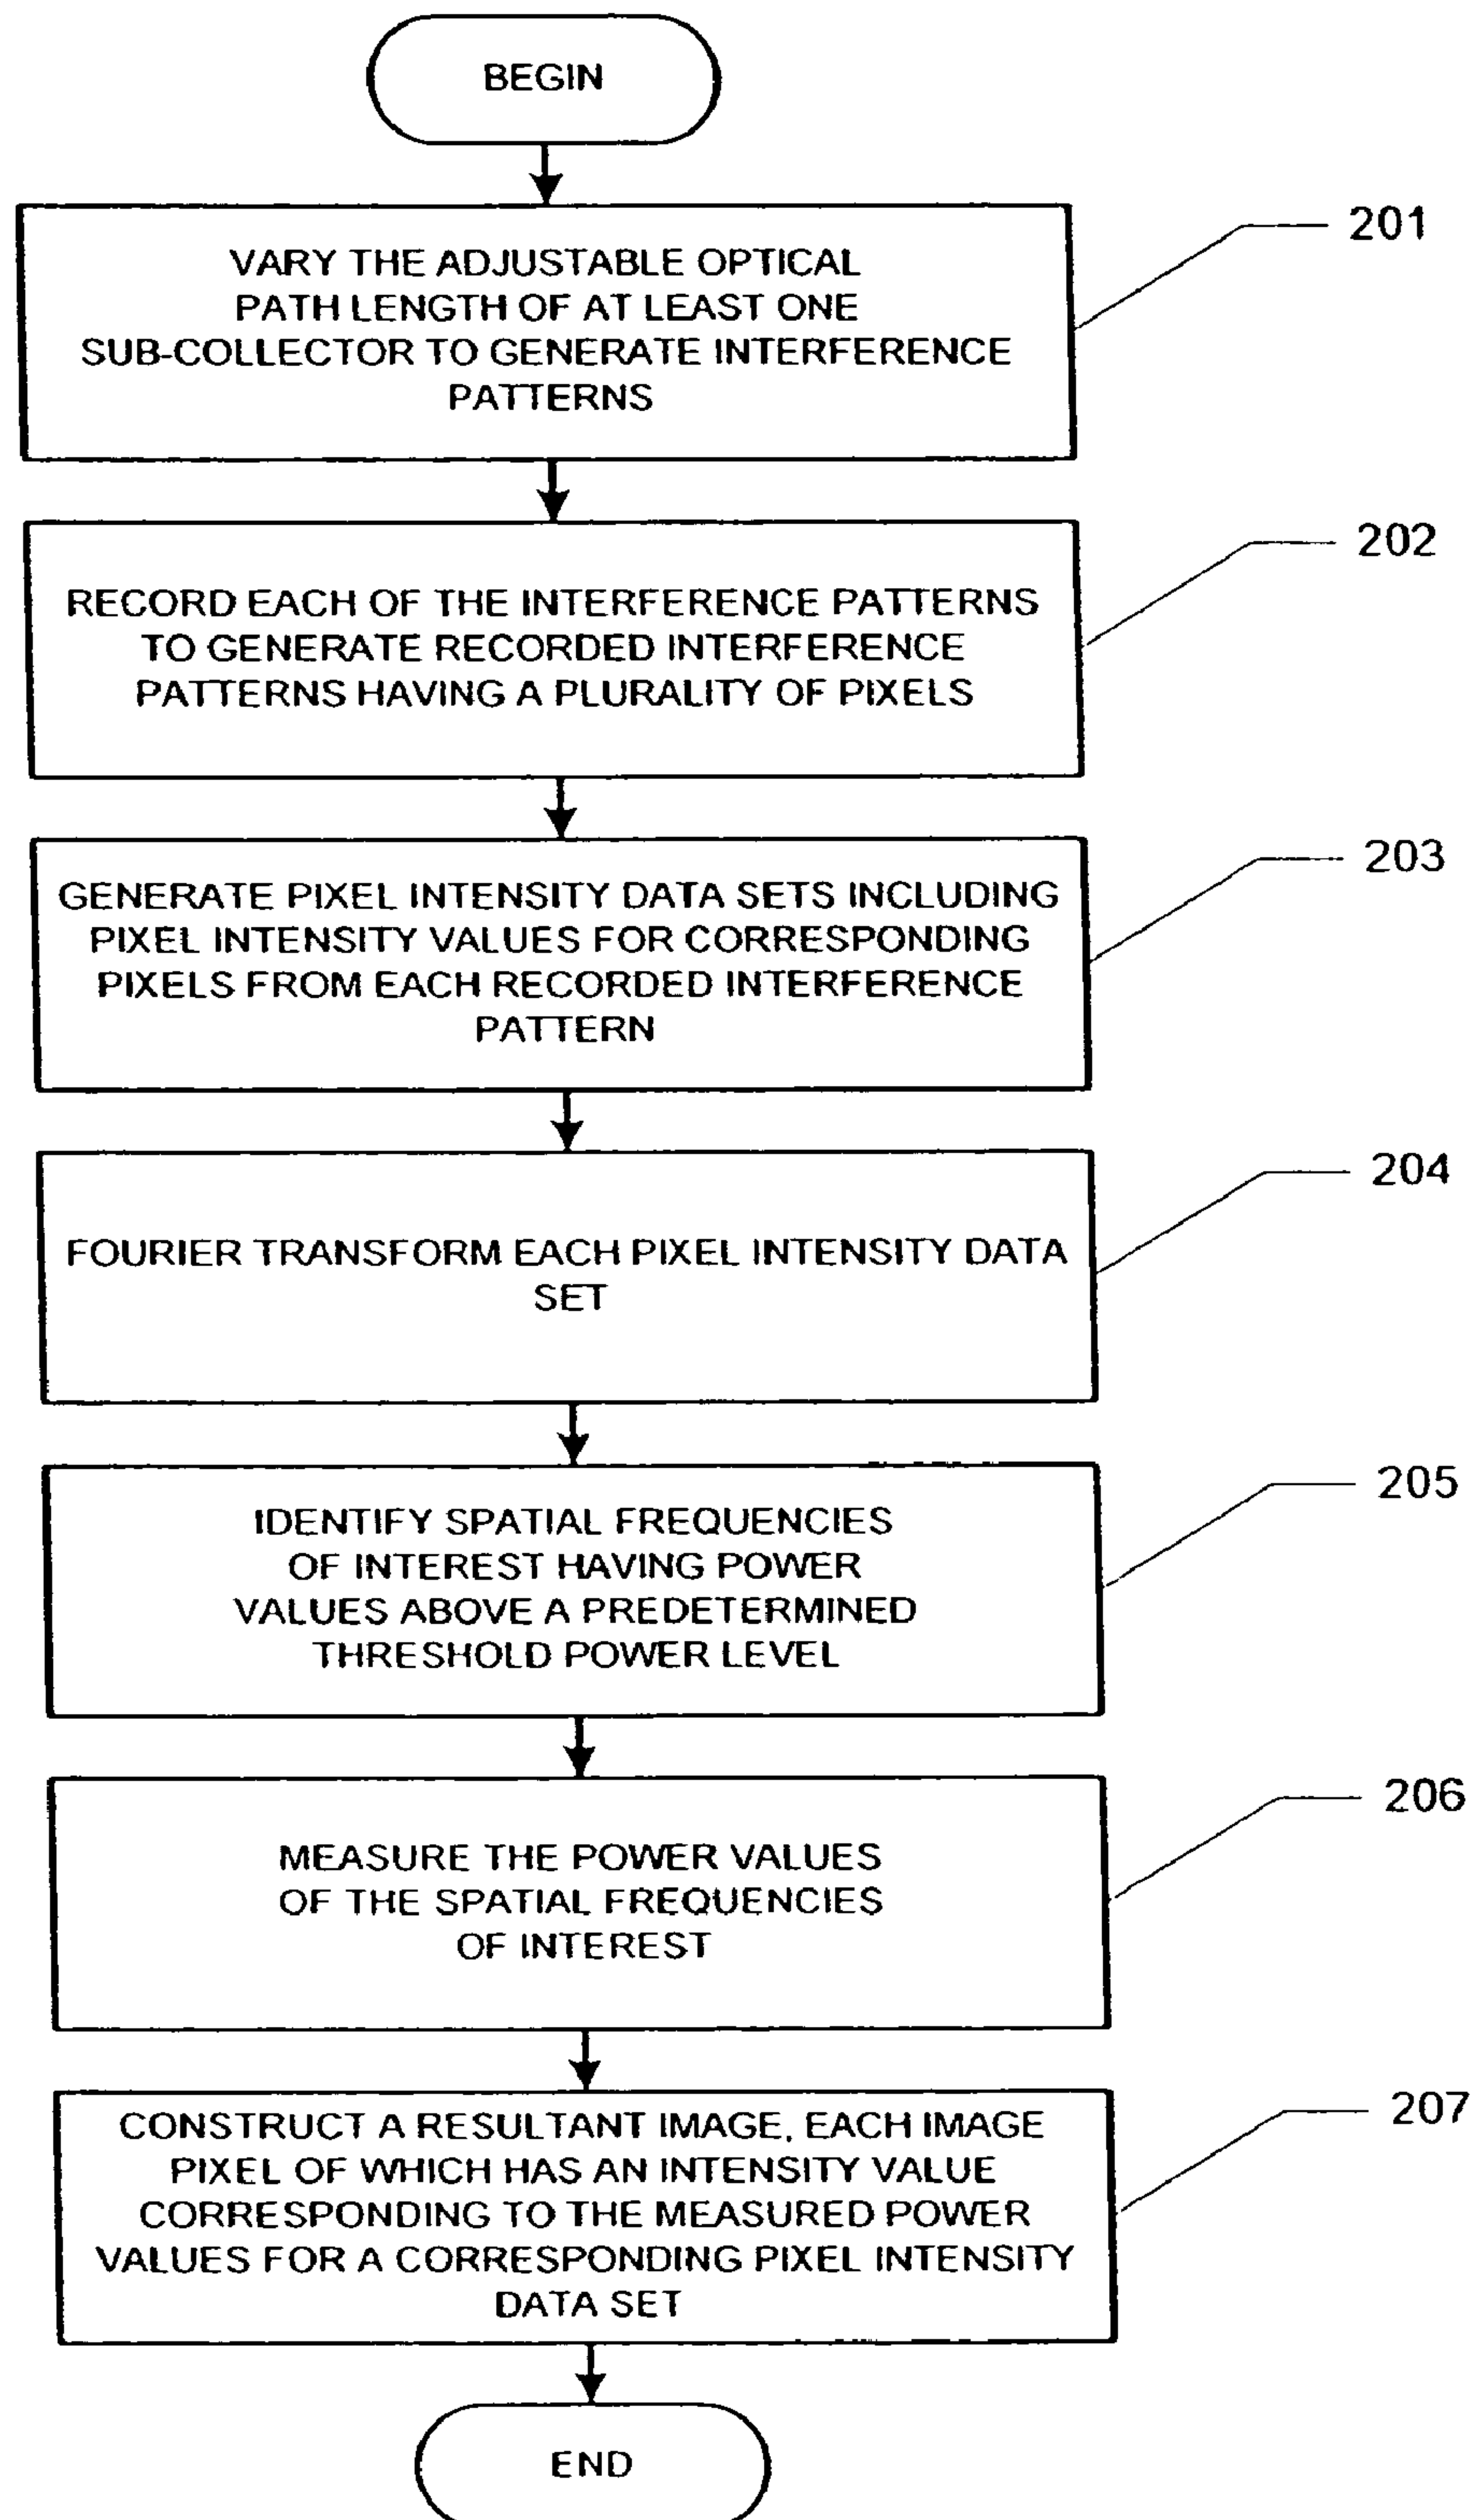 BEGIN
VARY THE ADJUSTABLE OPTICAL
PATH LENGTH OF AT LEAST ONE
SUB-COLLECTOR TO GENERATE INTERFERENCE
PATTERNS
201
RECORD EACH OF THE INTERFERENCE PATTERNS
TO GENERATE RECORDED INTERFERENCE
PATTERNS HAVING A PLURALITY OF PIXELS
202
GENERATE PIXEL INTENSITY DATA SETS INCLUDING
PIXEL INTENSITY VALUES FOR CORRESPONDING
PIXELS FROM EACH RECORDED INTERFERENCE
PATTERN
203
FOURIER TRANSFORM EACH PIXEL INTENSITY DATA
SET
204
IDENTIFY SPATIAL FREQUENCIES
OF INTEREST HAVING POWER
VALUES ABOVE A PREDETERMINED
THRESHOLD POWER LEVEL
205
MEASURE THE POWER VALUES
OF THE SPATIAL FREQUENCIES
OF INTEREST
206
CONSTRUCT A RESULTANT IMAGE, EACH IMAGE
PIXEL OF WHICH HAS AN INTENSITY VALUE
CORRESPONDING TO THE MEASURED POWER
VALUES FOR A CORRESPONDING PIXEL INTENSITY
DATA SET
207
END